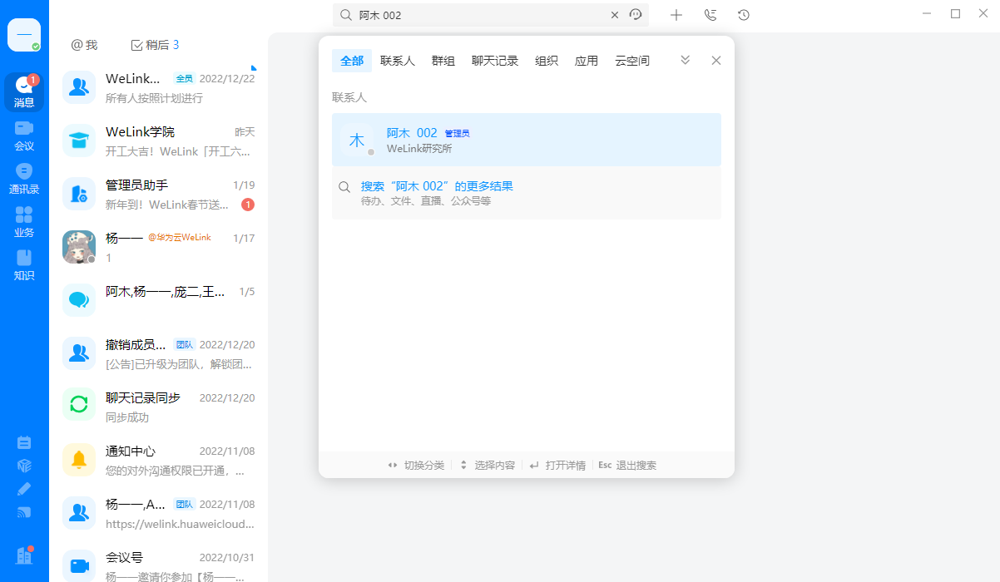 阿木 002
@我
稍后 3
1
消息
会议
通讯录
业务
知识
WeLink... 全员 2022/12/22
所有人按照计划进行
WeLink学院 昨天
开工大吉！WeLink「开工六...
管理员助手 1/19
新年到！WeLink春节送... 1
杨一一 @华为云WeLink 1/17
1
阿木,杨一一,庞二,王... 1/5
撤销成员... 团队 2022/12/20
[公告]已升级为团队，解锁团...
聊天记录同步 2022/12/20
同步成功
通知中心 2022/11/08
您的对外沟通权限已开通，...
杨一一,A... 团队 2022/11/08
https://welink.huaweicloud...
会议号 2022/10/31
杨一一邀请你参加【杨一一...
全部 联系人 群组 聊天记录 组织 应用 云空间
联系人
木
阿木 002 管理员
WeLink研究所
搜索“阿木 002”的更多结果
待办、文件、直播、公众号等
切换分类 选择内容 打开详情 Esc 退出搜索